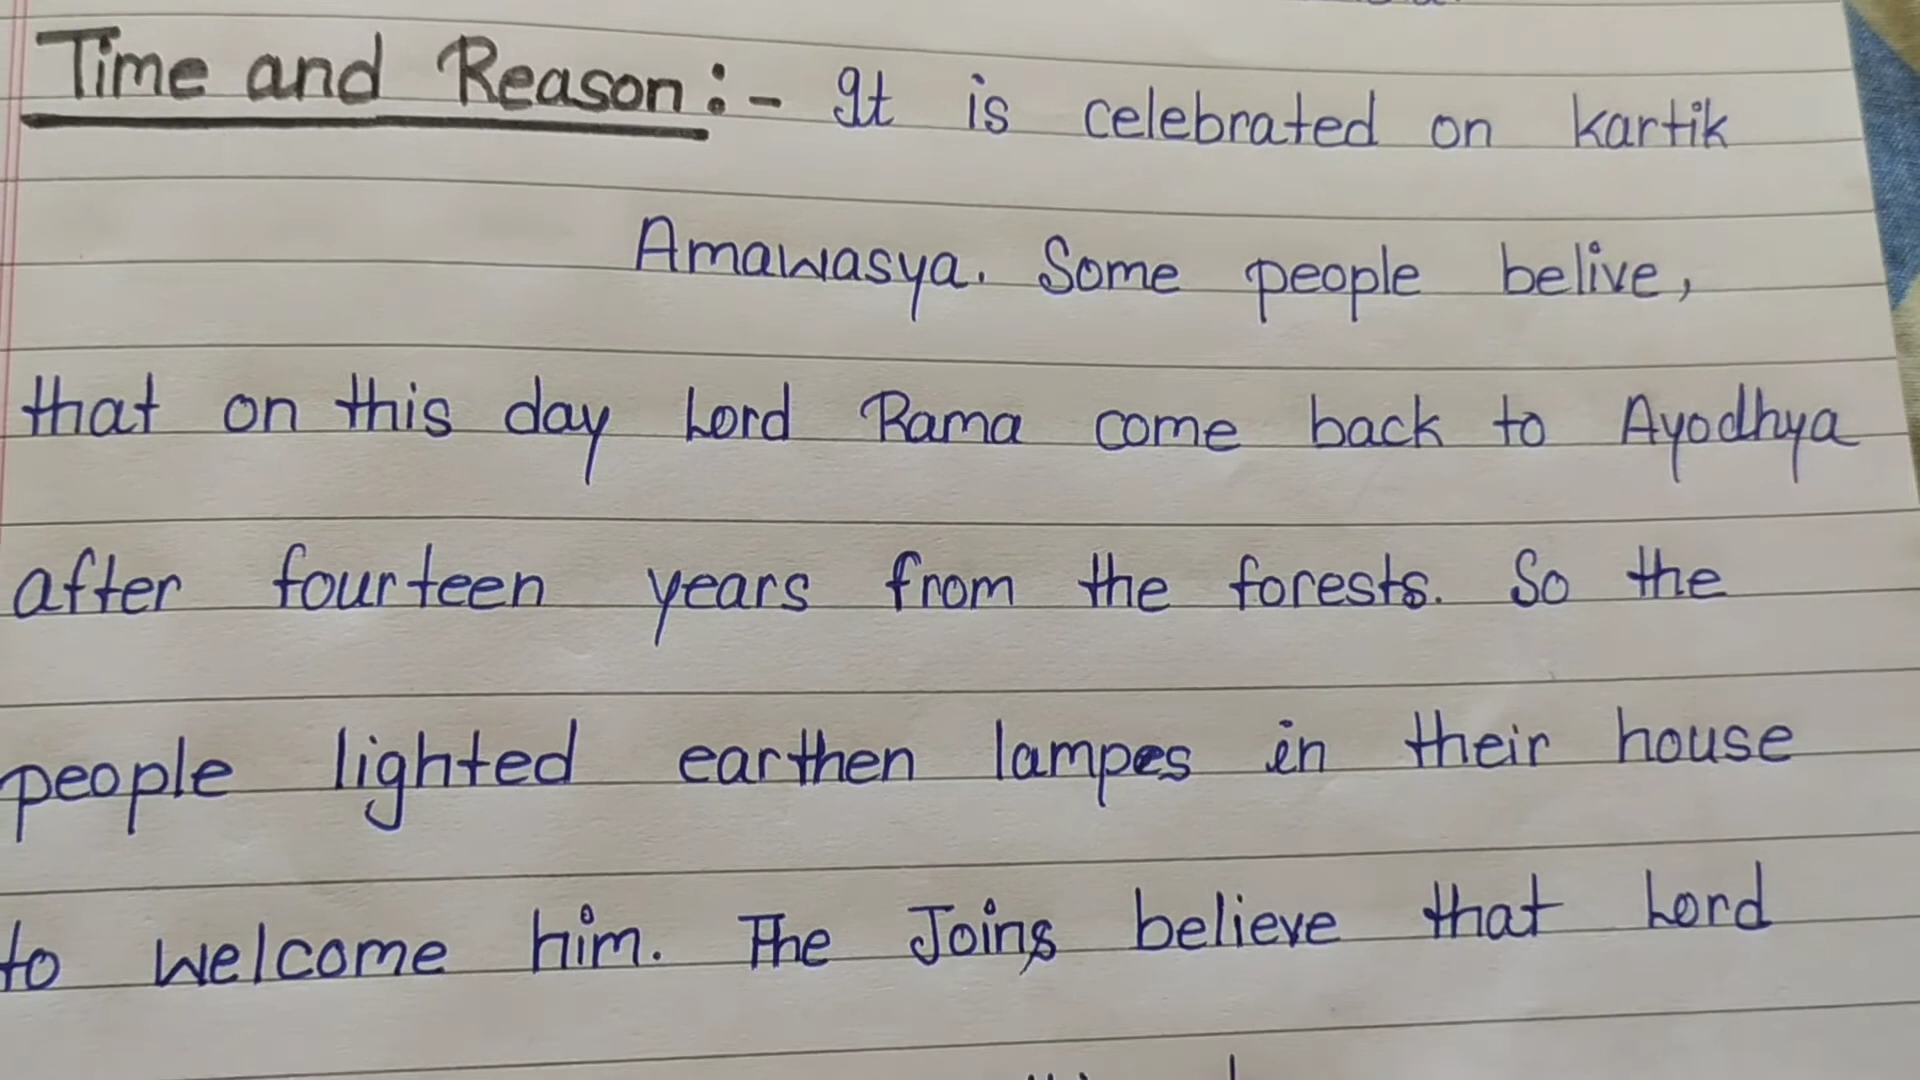 Time and Reason:- It is celebrated on kartik
Amawasya. Some people belive,
that on this day Lord Rama come back to Ayodhya
after fourteen years from the forests. So the
people lighted earthen lampes in their house
to welcome him. The Joins believe that Lord